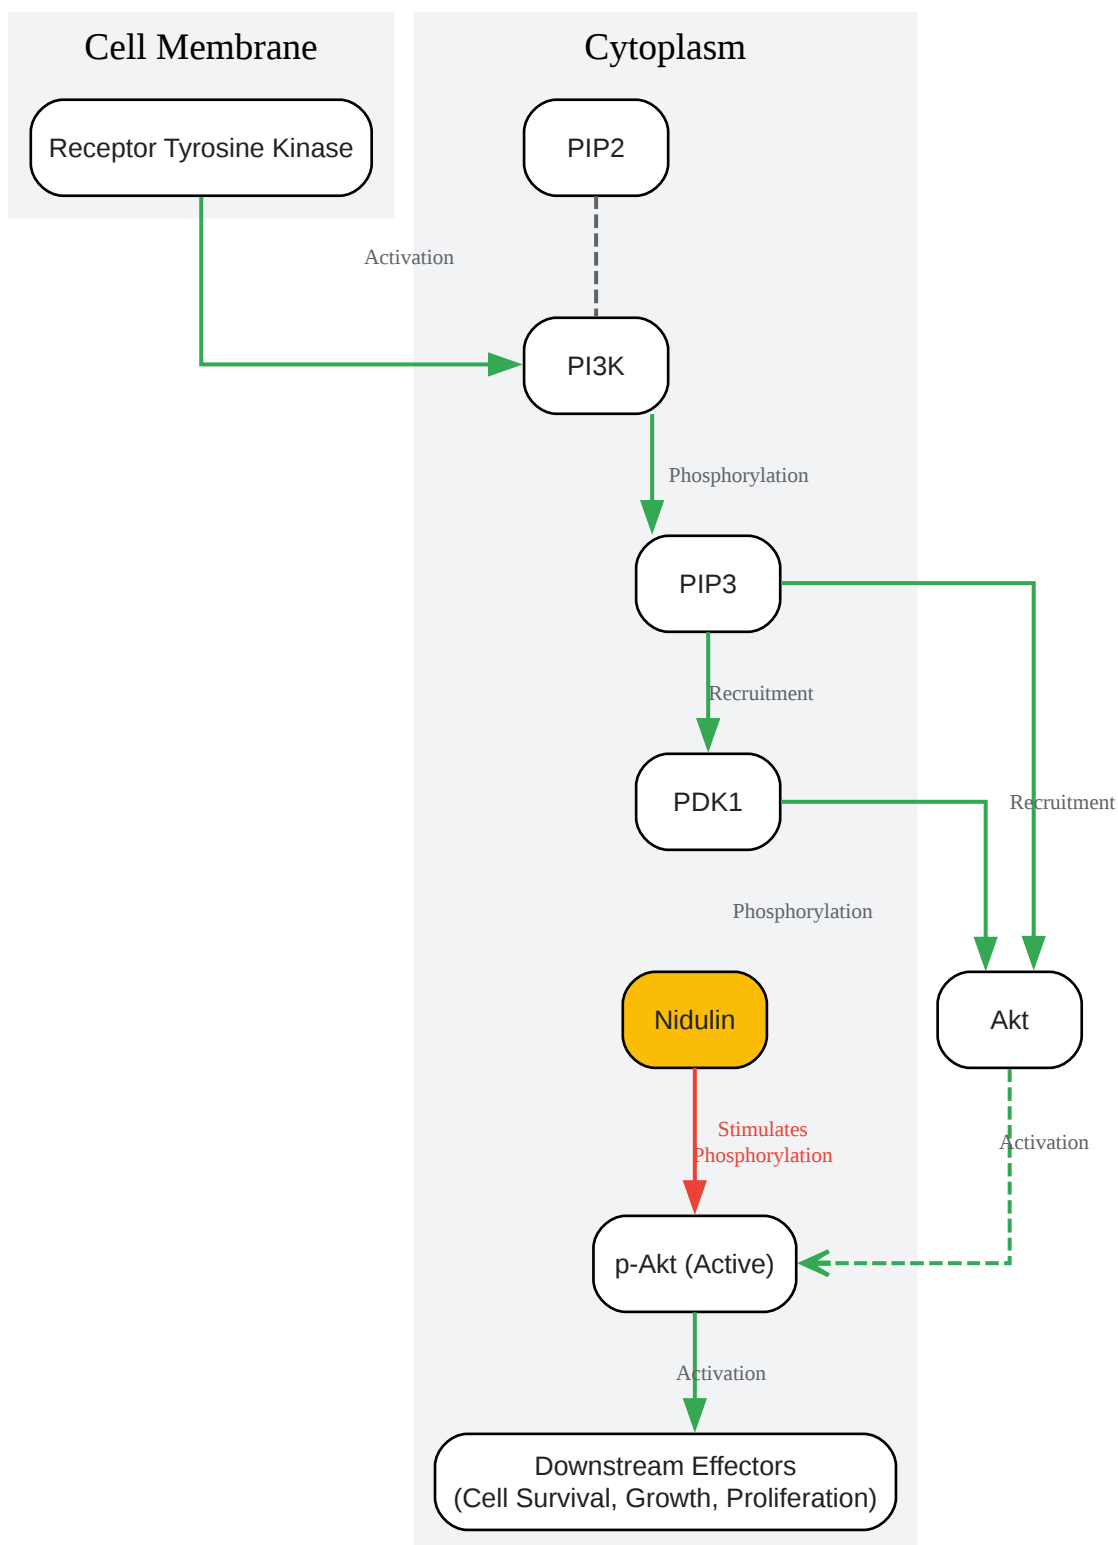 Cell Membrane
Cytoplasm
Receptor Tyrosine Kinase
PIP2
Activation
PI3K
Phosphorylation
PIP3
Recruitment
PDK1
Recruitment
Phosphorylation
Nidulin
Akt
Stimulates
Phosphorylation
Activation
p-Akt (Active)
Activation
Downstream Effectors
(Cell Survival, Growth, Proliferation)